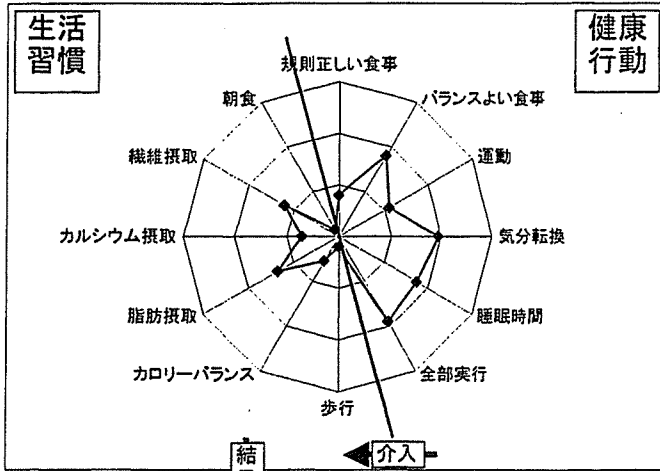 生活
習慣
健康
行動
規則正しい食事
朝食
バランスよい食事
繊維摂取
運動
カルシウム摂取
気分転換
脂肪摂取
睡眠時間
カロリーバランス
全部実行
歩行
結
介入